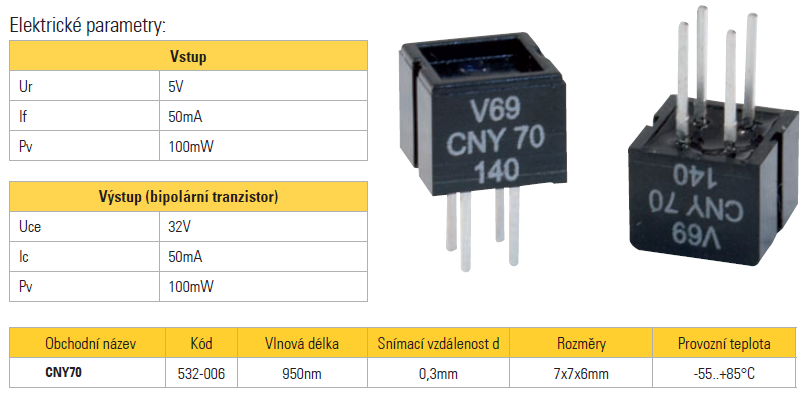 Elektrické parametry:
Vstup
Ur 5V
If 50mA
Pv 100mW
Výstup (bipolární tranzistor)
Uce 32V
Ic 50mA
Pv 100mW
V69
CNY 70
140
V69
CNY 70
140
Obchodní název Kód Vlnová délka Snímací vzdálenost d Rozměry Provozní teplota
CNY70 532-006 950nm 0,3mm 7x7x6mm -55..+85°C